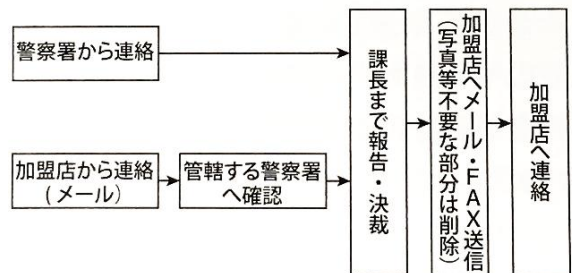 警察署から連絡
加盟店から連絡
(メール)
管轄する警察署
へ確認
課長まで報告・決裁
加盟店へメール・FAX送信
(写真等不要な部分は削除)
加盟店へ連絡